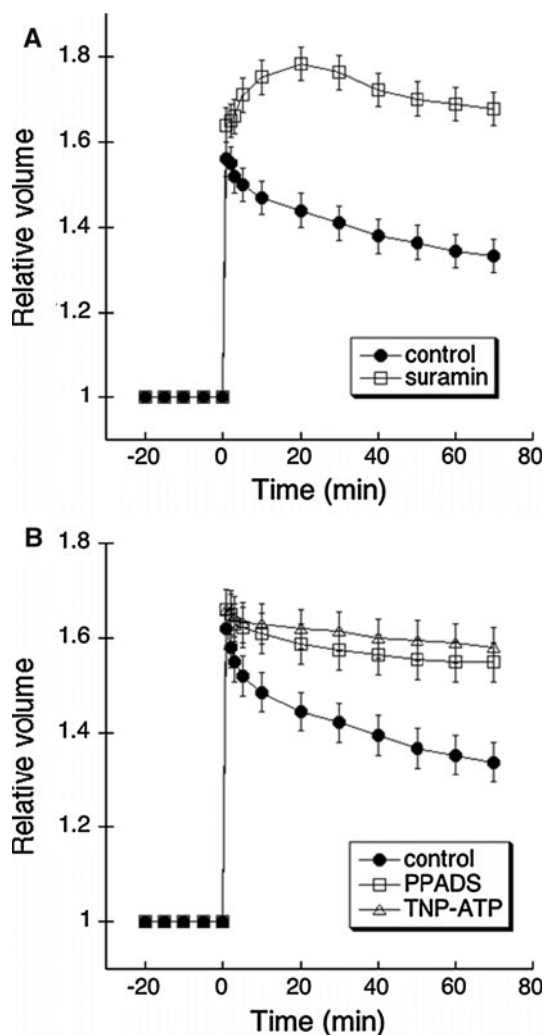 A
1.8
1.6
1.4
1.2
1
Relative volume
control
suramin
-20 0 20 40 60 80
Time (min)
B
1.8
1.6
1.4
1.2
1
Relative volume
control
PPADS
TNP-ATP
-20 0 20 40 60 80
Time (min)